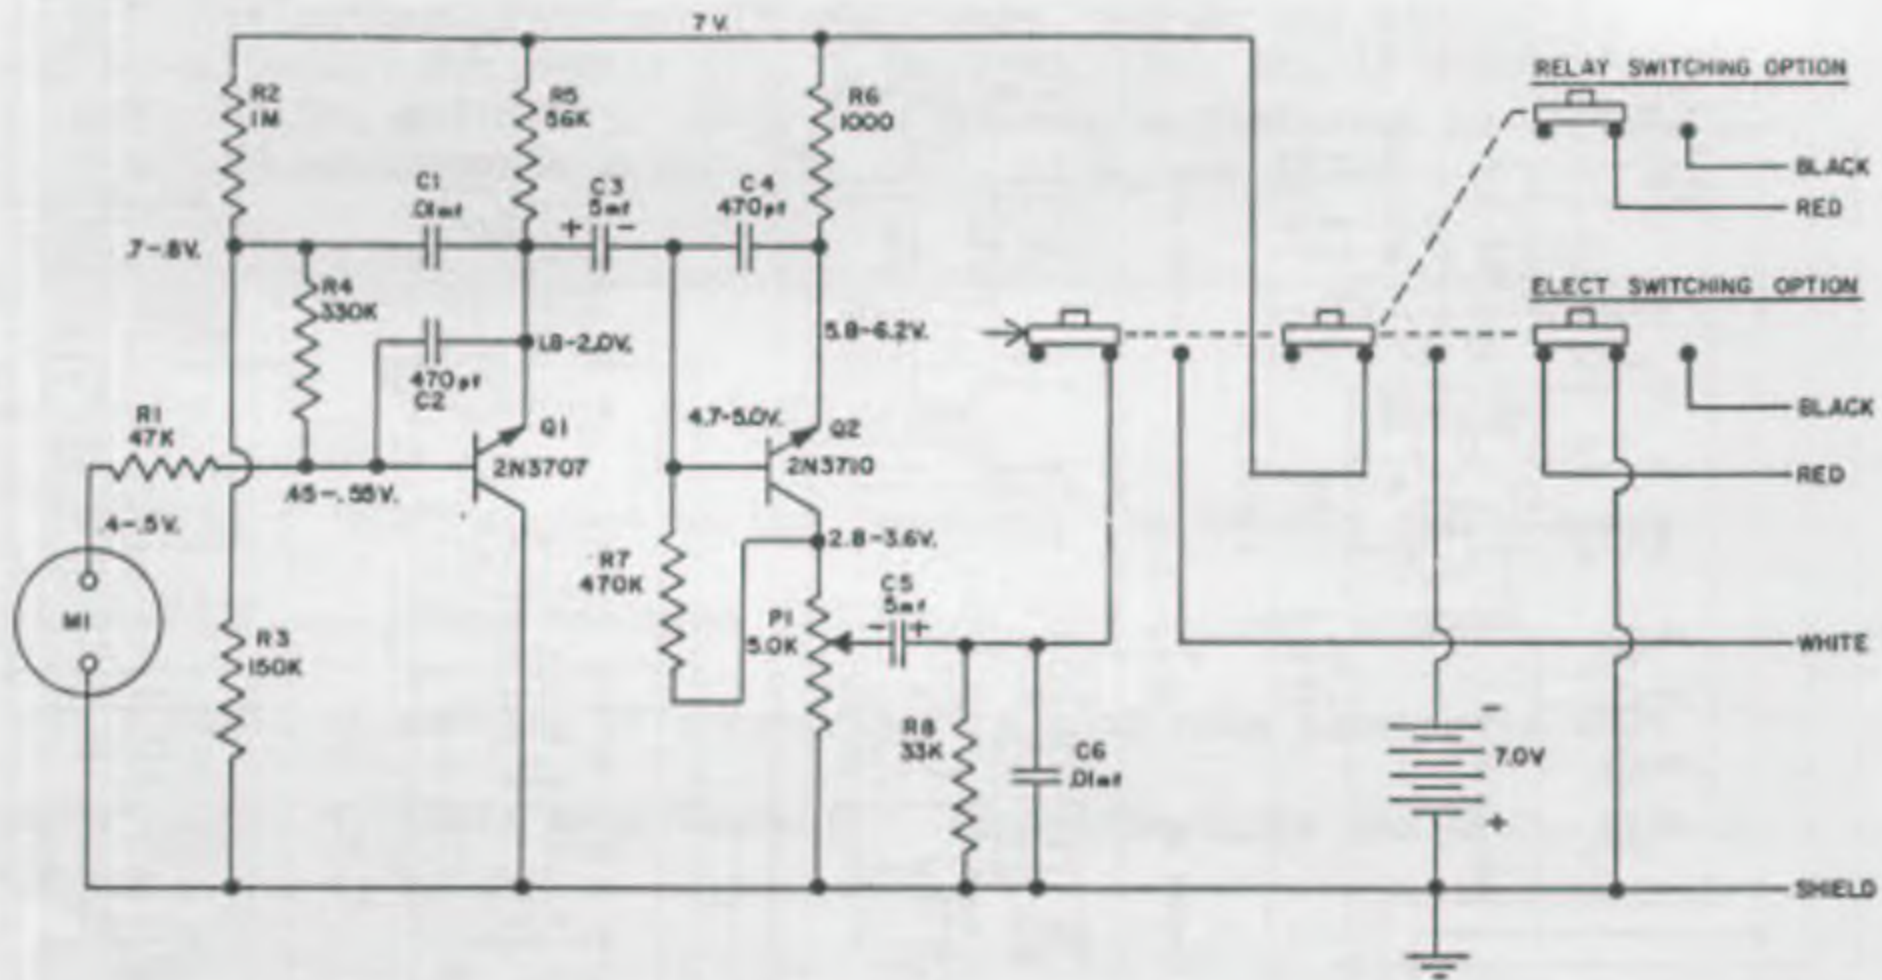 7 V.
RELAY SWITCHING OPTION
R2
1M
R5
56K
R6
1000
BLACK
RED
C1
.01mf
C3
5mf
+ -
C4
470pf
.7-.8V.
R4
330K
ELECT SWITCHING OPTION
1.8-2.0V.
5.8-6.2V.
470pf
C2
BLACK
R1
47K
Q1
2N3707
4.7-5.0V.
Q2
2N3710
RED
.45-.55V.
.4-.5V.
2.8-3.6V.
R7
470K
C5
5mf
- +
M1
P1
5.0K
R3
150K
WHITE
R8
33K
C6
.01mf
-
7.0V
+
SHIELD